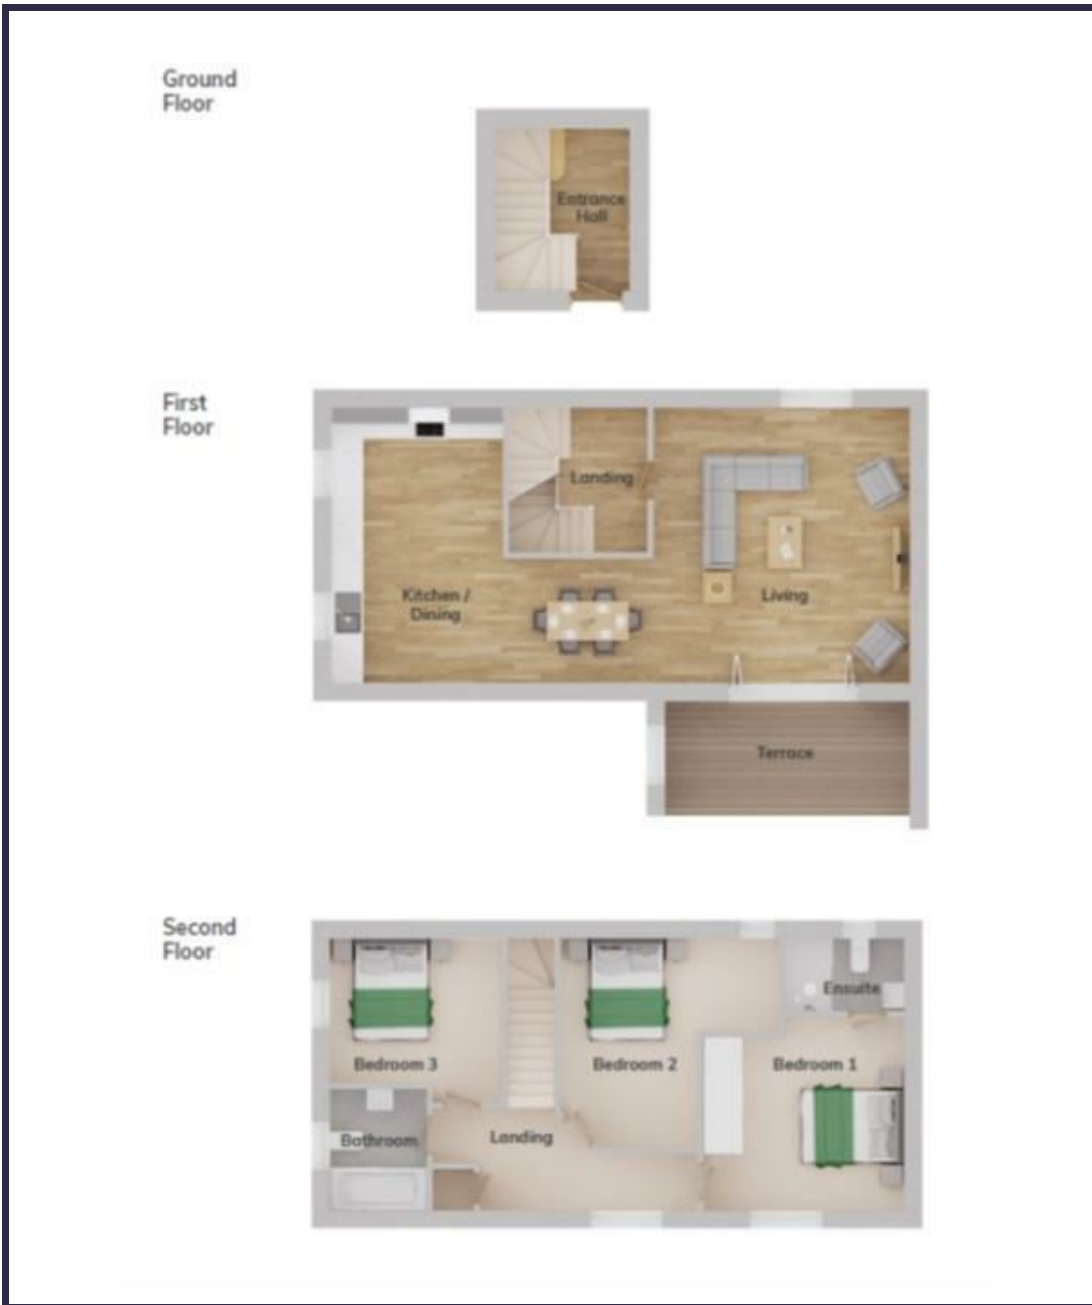 Ground
Floor
Entrance
Hall
First
Floor
Landing
Kitchen /
Dining
Living
Terrace
Second
Floor
Ensuite
Bedroom 3
Bedroom 2
Bedroom 1
Bathroom
Landing